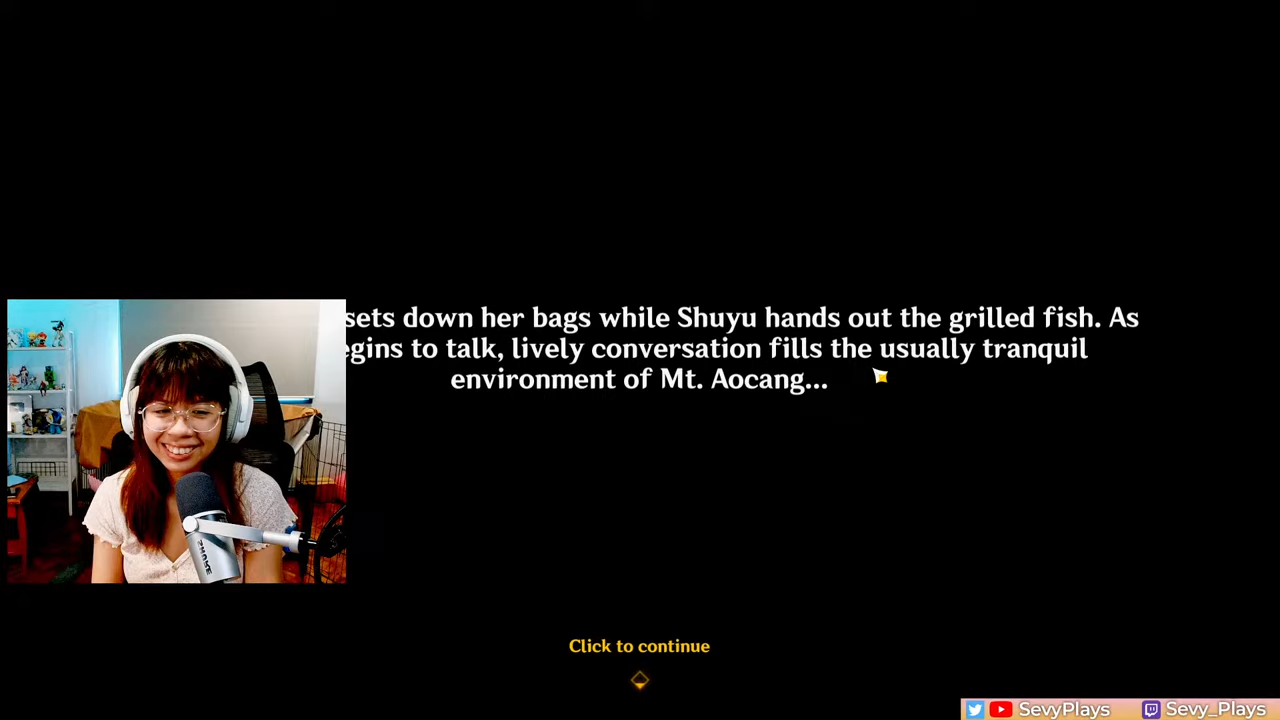 sets down her bags while Shuyu hands out the grilled fish. As
egins to talk, lively conversation fills the usually tranquil
environment of Mt. Aocang...
Click to continue
SevyPlays
Sevy_Plays